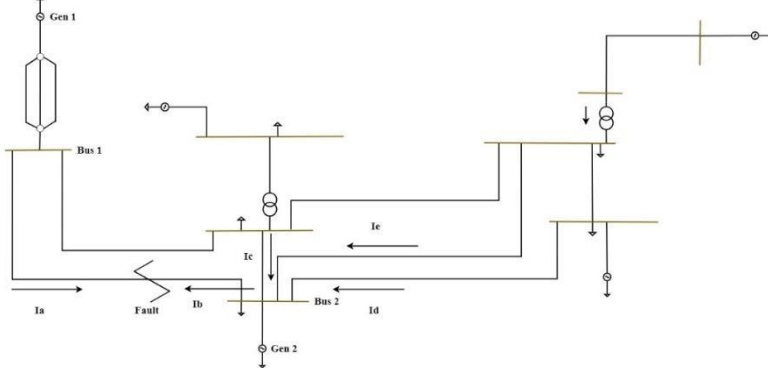 Gen 1
Bus 1
Ie
Ic
Ia
Fault
Ib
Bus 2
Id
Gen 2